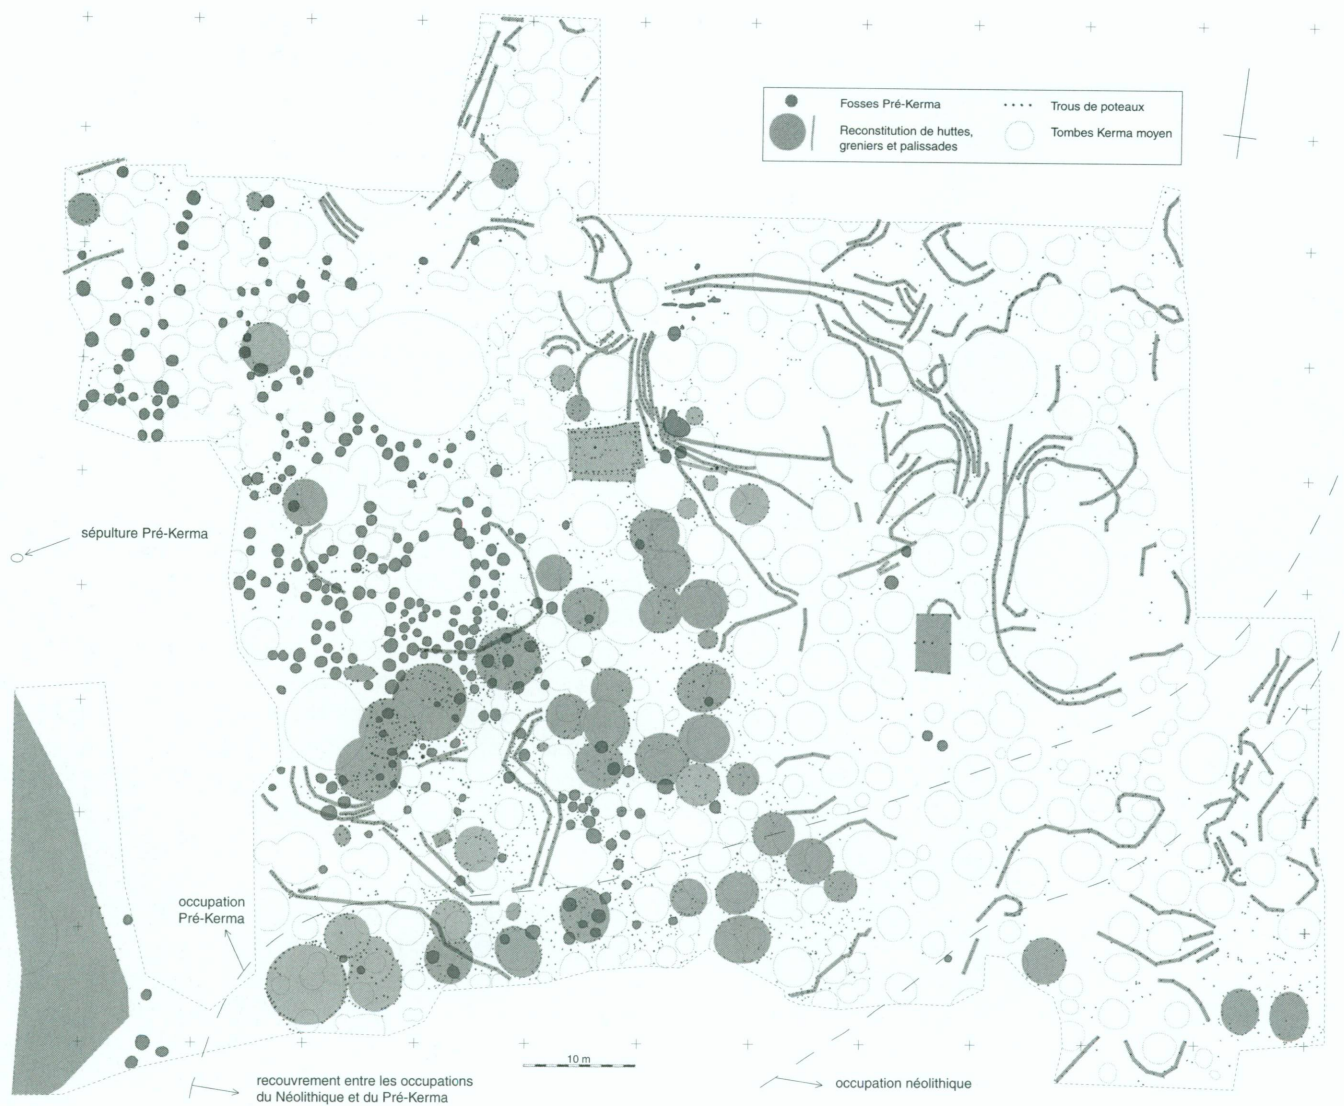 Fosses Pré-Kerma
Reconstitution de huttes,
greniers et palissades
Trous de poteaux
Tombes Kerma moyen
sépulture Pré-Kerma
occupation
Pré-Kerma
10 m
recouvrement entre les occupations
du Néolithique et du Pré-Kerma
occupation néolithique